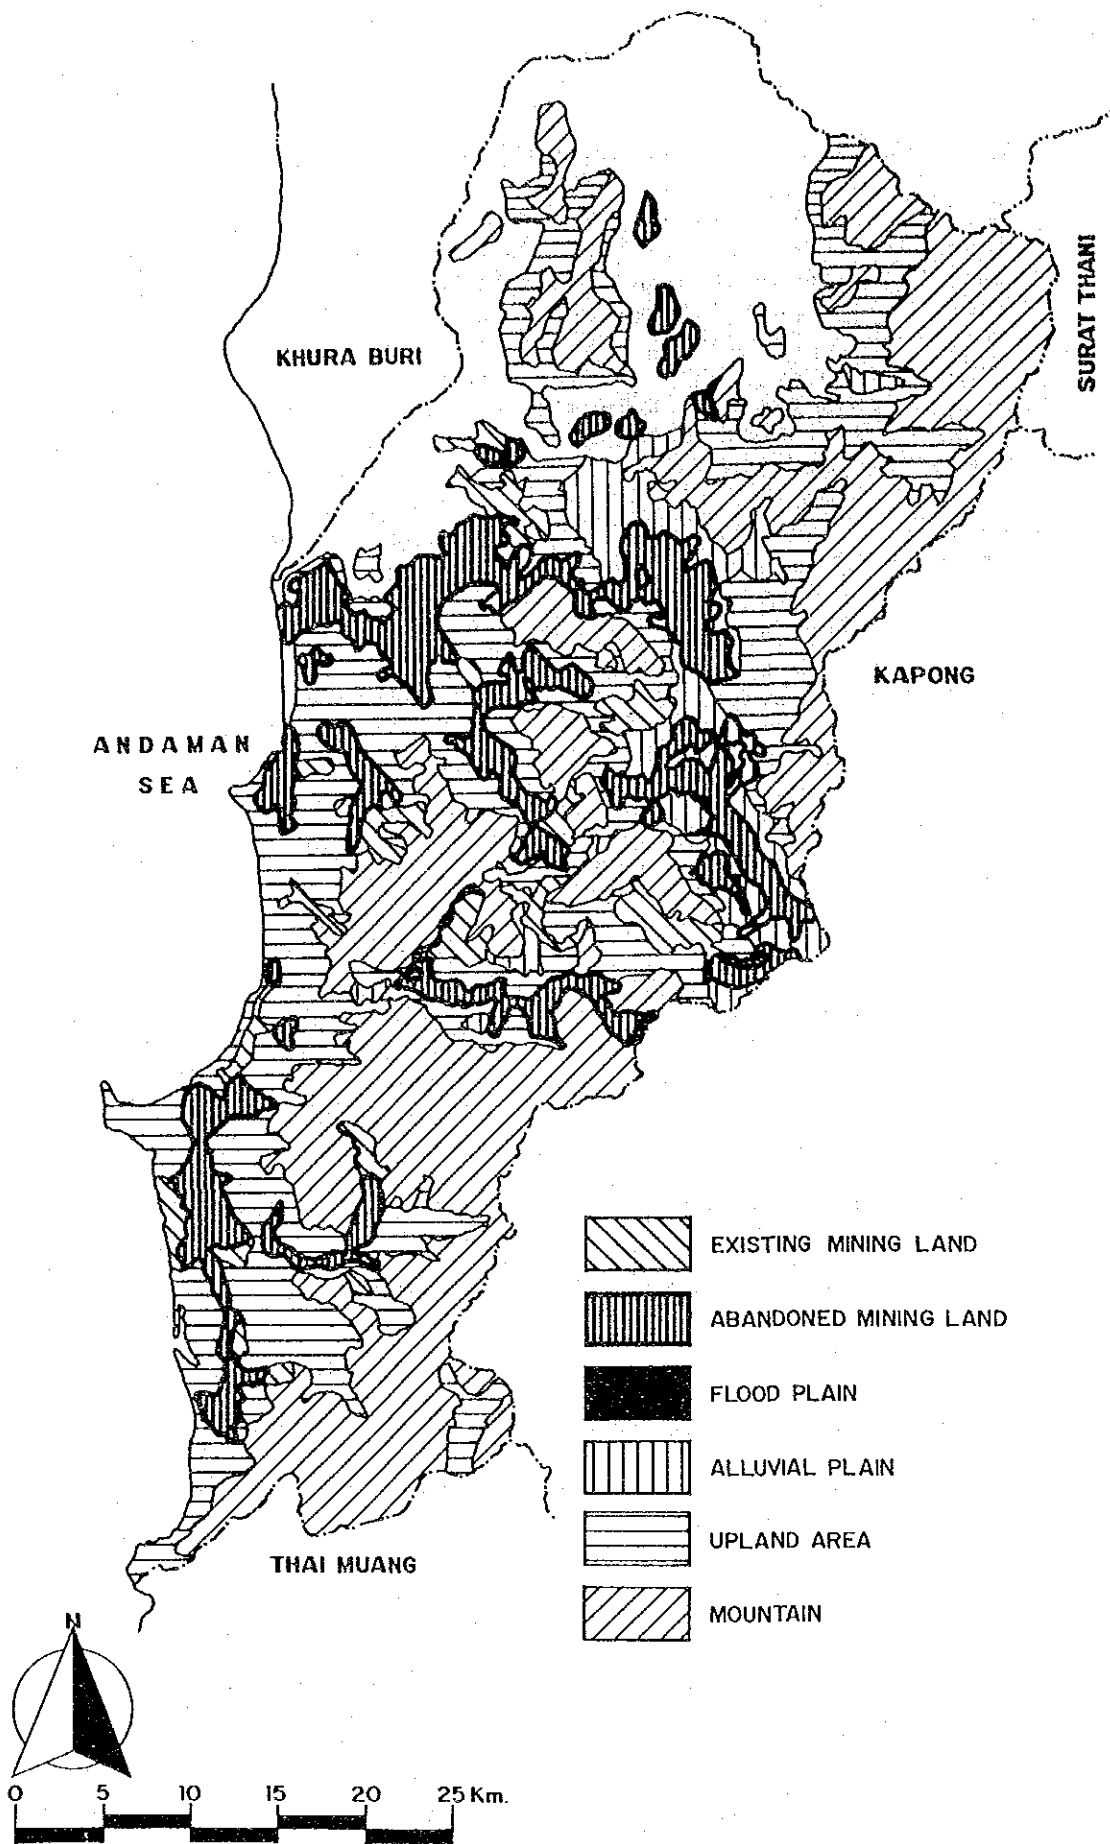 SURAT THANI
KHURA BURI
KAPONG
ANDAMAN
SEA
EXISTING MINING LAND
ABANDONED MINING LAND
FLOOD PLAIN
ALLUVIAL PLAIN
UPLAND AREA
MOUNTAIN
THAI MUANG
N
0 5 10 15 20 25 Km.